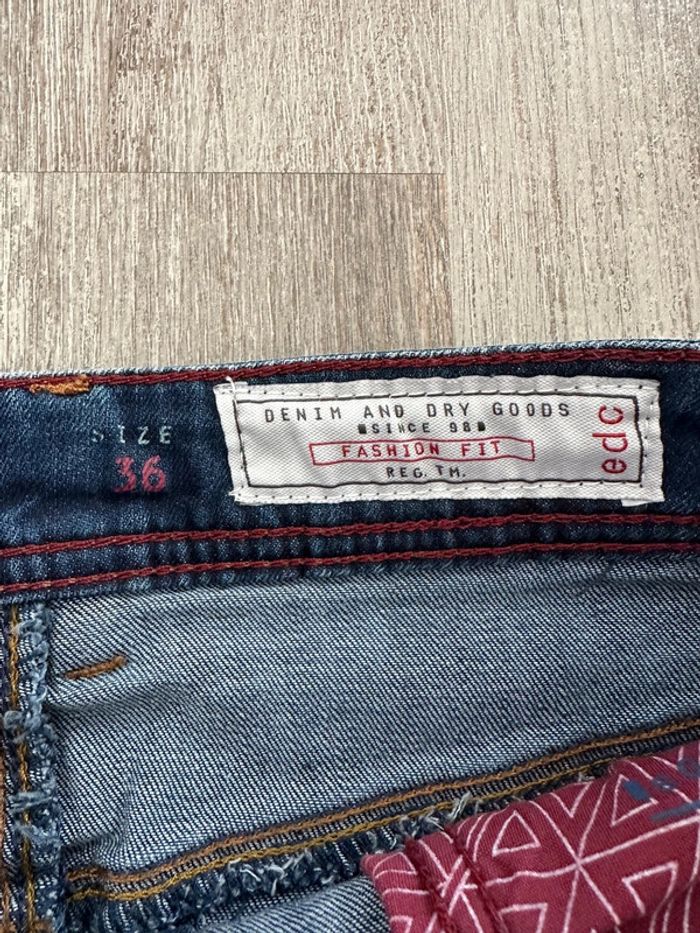 SIZE
36
DENIM AND DRY GOODS
SINCE 98
FASHION FIT
REG. TM.
edc